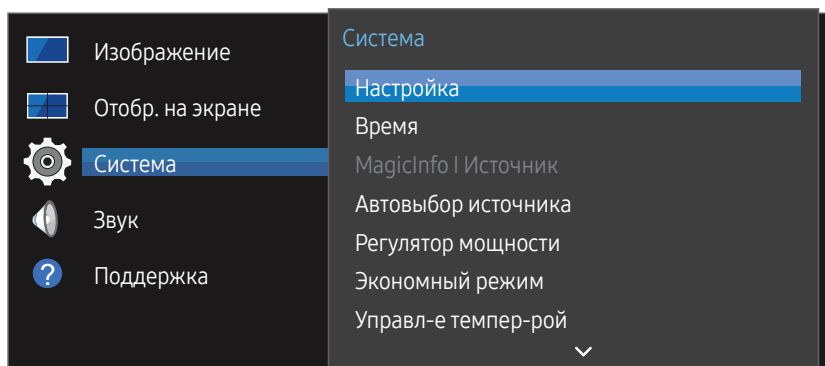 Изображение
Отобр. на экране
Система
Звук
?
Поддержка
Система
Настройка
Время
MagicInfo I Источник
Автовыбор источника
Регулятор мощности
Экономный режим
Управл-е темпер-рой